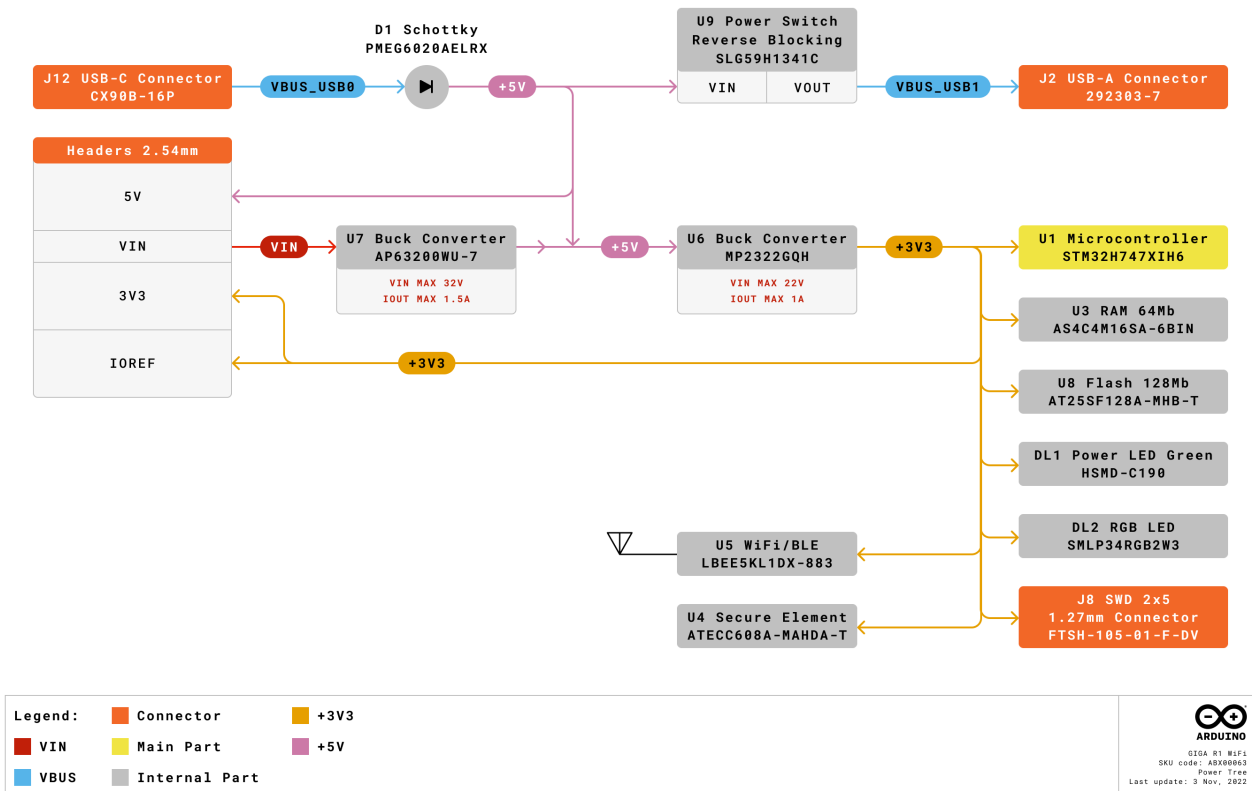 D1 Schottky
PMEG6020AELRX
U9 Power Switch
Reverse Blocking
SLG59H1341C
VIN
VOUT
J12 USB-C Connector
CX90B-16P
VBUS_USB0
+5V
VBUS_USB1
J2 USB-A Connector
292303-7
Headers 2.54mm
5V
VIN
3V3
IOREF
VIN
U7 Buck Converter
AP63200WU-7
VIN MAX 32V
IOUT MAX 1.5A
+5V
U6 Buck Converter
MP2322GQH
VIN MAX 22V
IOUT MAX 1A
+3V3
U1 Microcontroller
STM32H747XIH6
U3 RAM 64Mb
AS4C4M16SA-6BIN
+3V3
U8 Flash 128Mb
AT25SF128A-MHB-T
DL1 Power LED Green
HSMD-C190
DL2 RGB LED
SMLP34RGB2W3
U5 WiFi/BLE
LBEE5KL1DX-883
J8 SWD 2x5
1.27mm Connector
FTSH-105-01-F-DV
U4 Secure Element
ATECC608A-MAHDA-T
Legend:
Connector
+3V3
VIN
Main Part
+5V
VBUS
Internal Part
ARDUINO
GIGA R1 WiFi
SKU code: ABX00063
Power Tree
Last update: 3 Nov, 2022